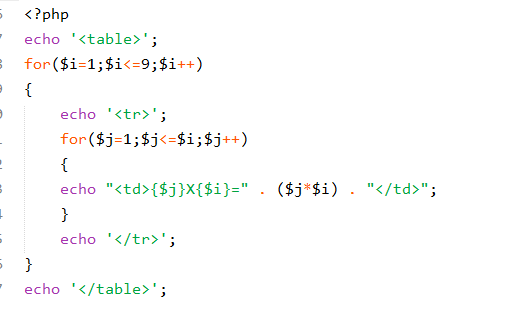 <?php
echo '<table>';
for($i=1;$i<=9;$i++)
{
    echo '<tr>';
    for($j=1;$j<=$i;$j++)
    {
    echo "<td>{$j}X{$i}=" . ($j*$i) . "</td>";
    }
    echo '</tr>';
}
echo '</table>';